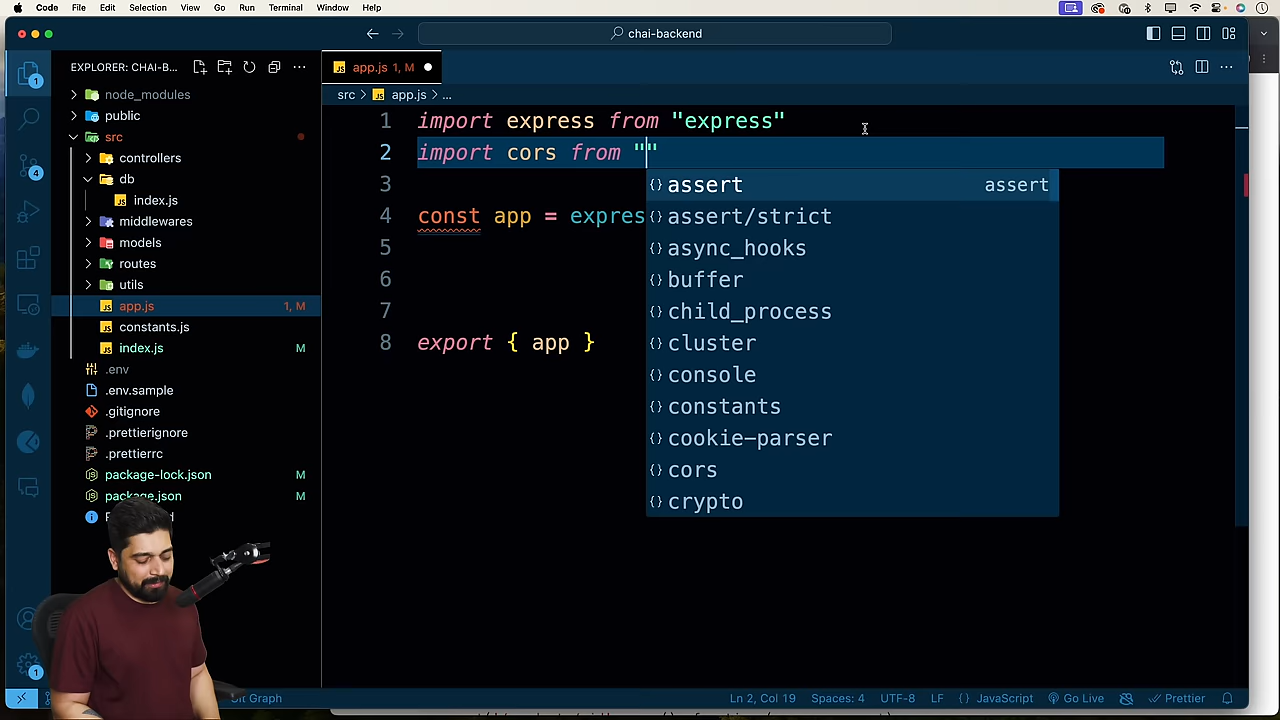 Code File Edit Selection View Go Run Terminal Window Help
chai-backend
EXPLORER: CHAI-B...
app.js 1, M
src > app.js > ...
node_modules
public
src
controllers
db
index.js
middlewares
models
routes
utils
app.js 1, M
constants.js
index.js M
.env
.env.sample
.gitignore
.prettierignore
.prettierrc
package-lock.json M
package.json M
1 import express from "express"
2 import cors from ""
3
4 const app = expres
5
6
7
8 export { app }
assert assert
assert/strict
async_hooks
buffer
child_process
cluster
console
constants
cookie-parser
cors
crypto
1
4
1
Git Graph
Ln 2, Col 19 Spaces: 4 UTF-8 LF {} JavaScript Go Live Prettier